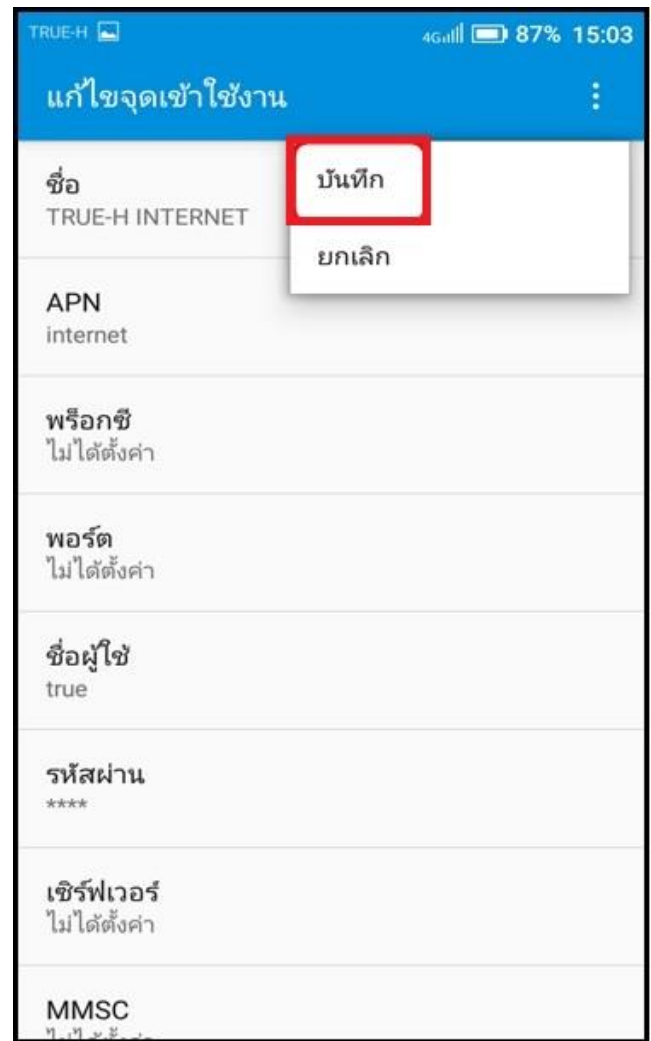 TRUE-H 4G 87% 15:03
แก้ไขจุดเข้าใช้งาน
บันทึก
ยกเลิก
ชื่อ
TRUE-H INTERNET
APN
internet
พร็อกซี
ไม่ได้ตั้งค่า
พอร์ต
ไม่ได้ตั้งค่า
ชื่อผู้ใช้
true
รหัสผ่าน
****
เซิร์ฟเวอร์
ไม่ได้ตั้งค่า
MMSC